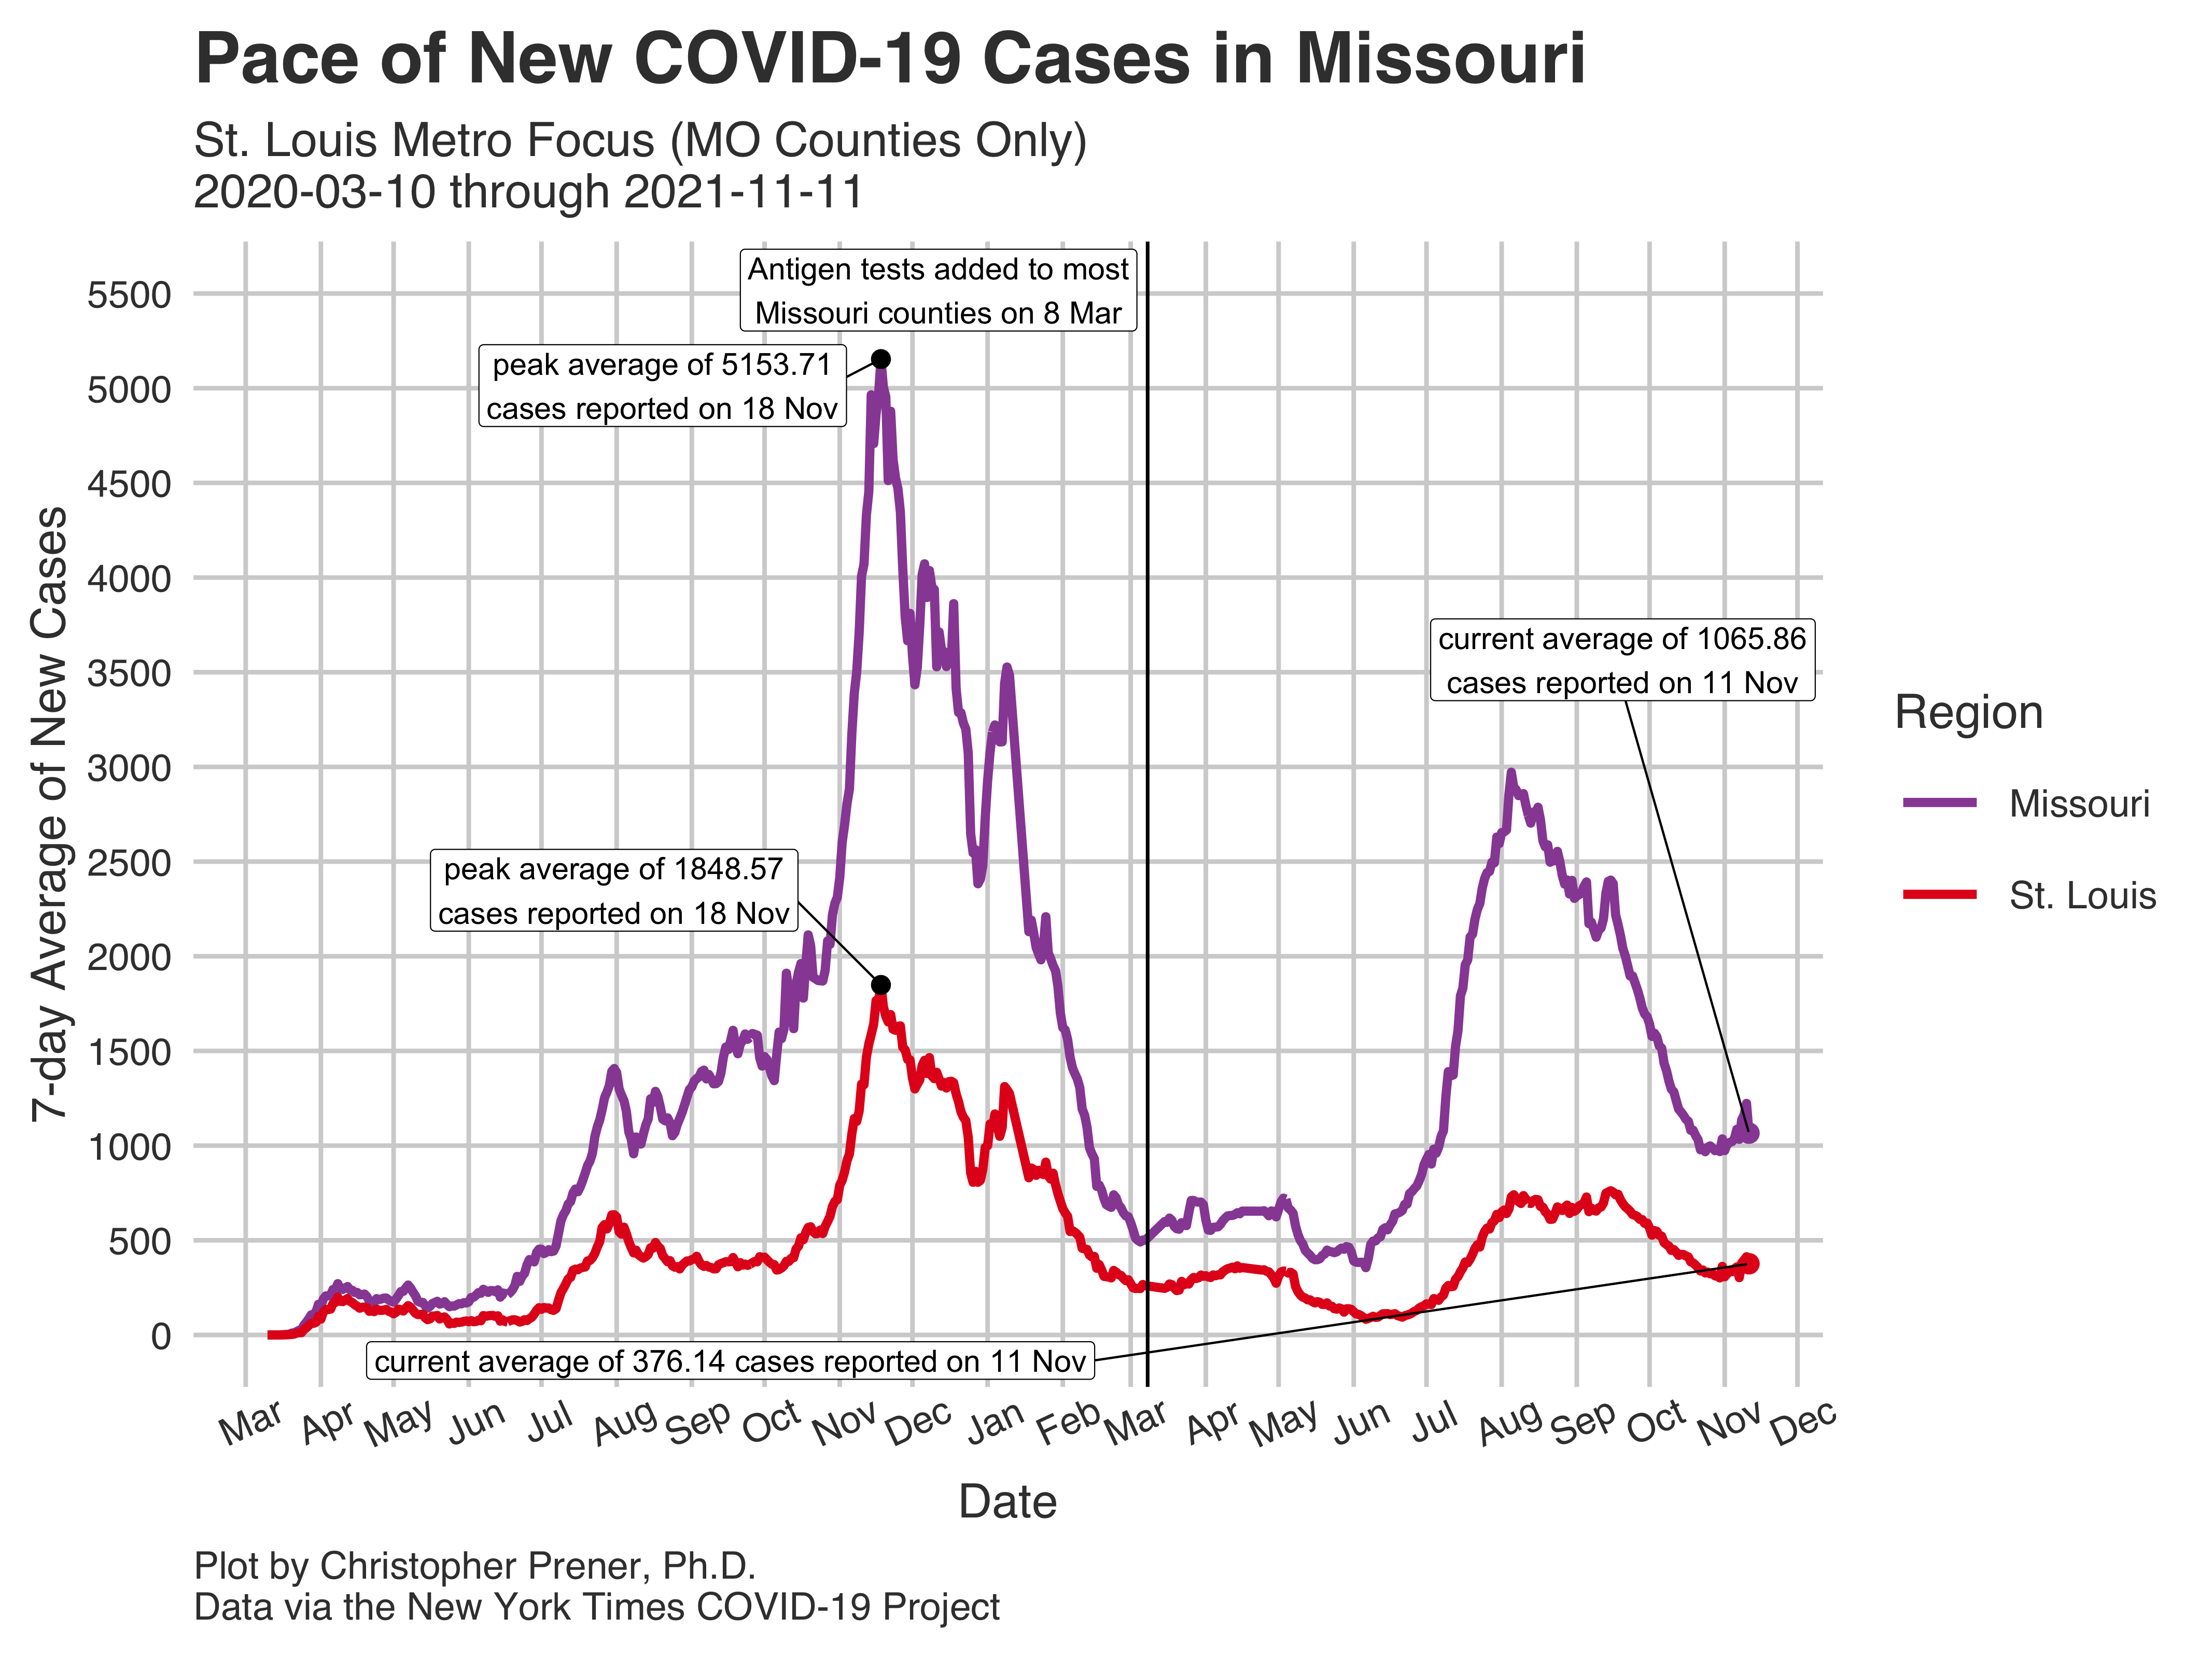 Pace of New COVID-19 Cases in Missouri
St. Louis Metro Focus (MO Counties Only)
2020-03-10 through 2021-11-11
Antigen tests added to most
Missouri counties on 8 Mar
peak average of 5153.71
cases reported on 18 Nov
current average of 1065.86
cases reported on 11 Nov
peak average of 1848.57
cases reported on 18 Nov
current average of 376.14 cases reported on 11 Nov
7-day Average of New Cases
5500
5000
4500
4000
3500
3000
2500
2000
1500
1000
500
0
Mar Apr May Jun Jul Aug Sep Oct Nov Dec Jan Feb Mar Apr May Jun Jul Aug Sep Oct Nov Dec
Date
Region
Missouri
St. Louis
Plot by Christopher Prener, Ph.D.
Data via the New York Times COVID-19 Project